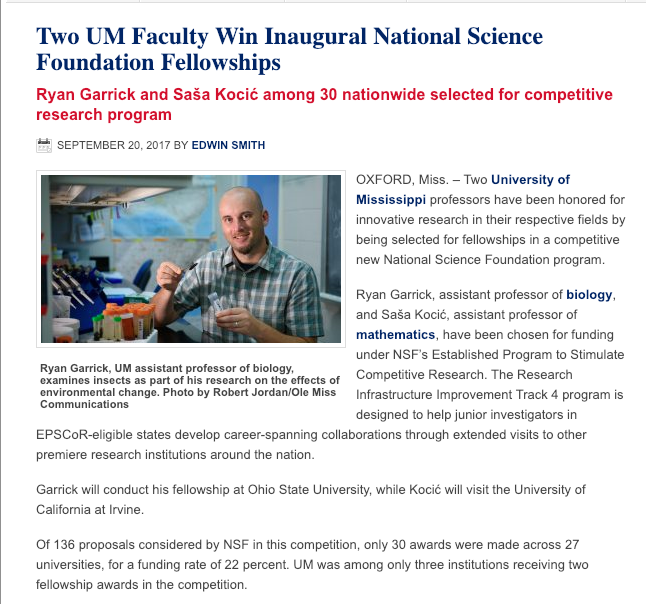 Two UM Faculty Win Inaugural National Science
Foundation Fellowships
Ryan Garrick and Saša Kocić among 30 nationwide selected for competitive
research program
SEPTEMBER 20, 2017 BY EDWIN SMITH
OXFORD, Miss. – Two University of
Mississippi professors have been honored for
innovative research in their respective fields by
being selected for fellowships in a competitive
new National Science Foundation program.
Ryan Garrick, assistant professor of biology,
and Saša Kocić, assistant professor of
mathematics, have been chosen for funding
under NSF’s Established Program to Stimulate
Competitive Research. The Research
Infrastructure Improvement Track 4 program is
designed to help junior investigators in
Ryan Garrick, UM assistant professor of biology,
examines insects as part of his research on the effects of
environmental change. Photo by Robert Jordan/Ole Miss
Communications
EPSCoR-eligible states develop career-spanning collaborations through extended visits to other
premiere research institutions around the nation.
Garrick will conduct his fellowship at Ohio State University, while Kocić will visit the University of
California at Irvine.
Of 136 proposals considered by NSF in this competition, only 30 awards were made across 27
universities, for a funding rate of 22 percent. UM was among only three institutions receiving two
fellowship awards in the competition.